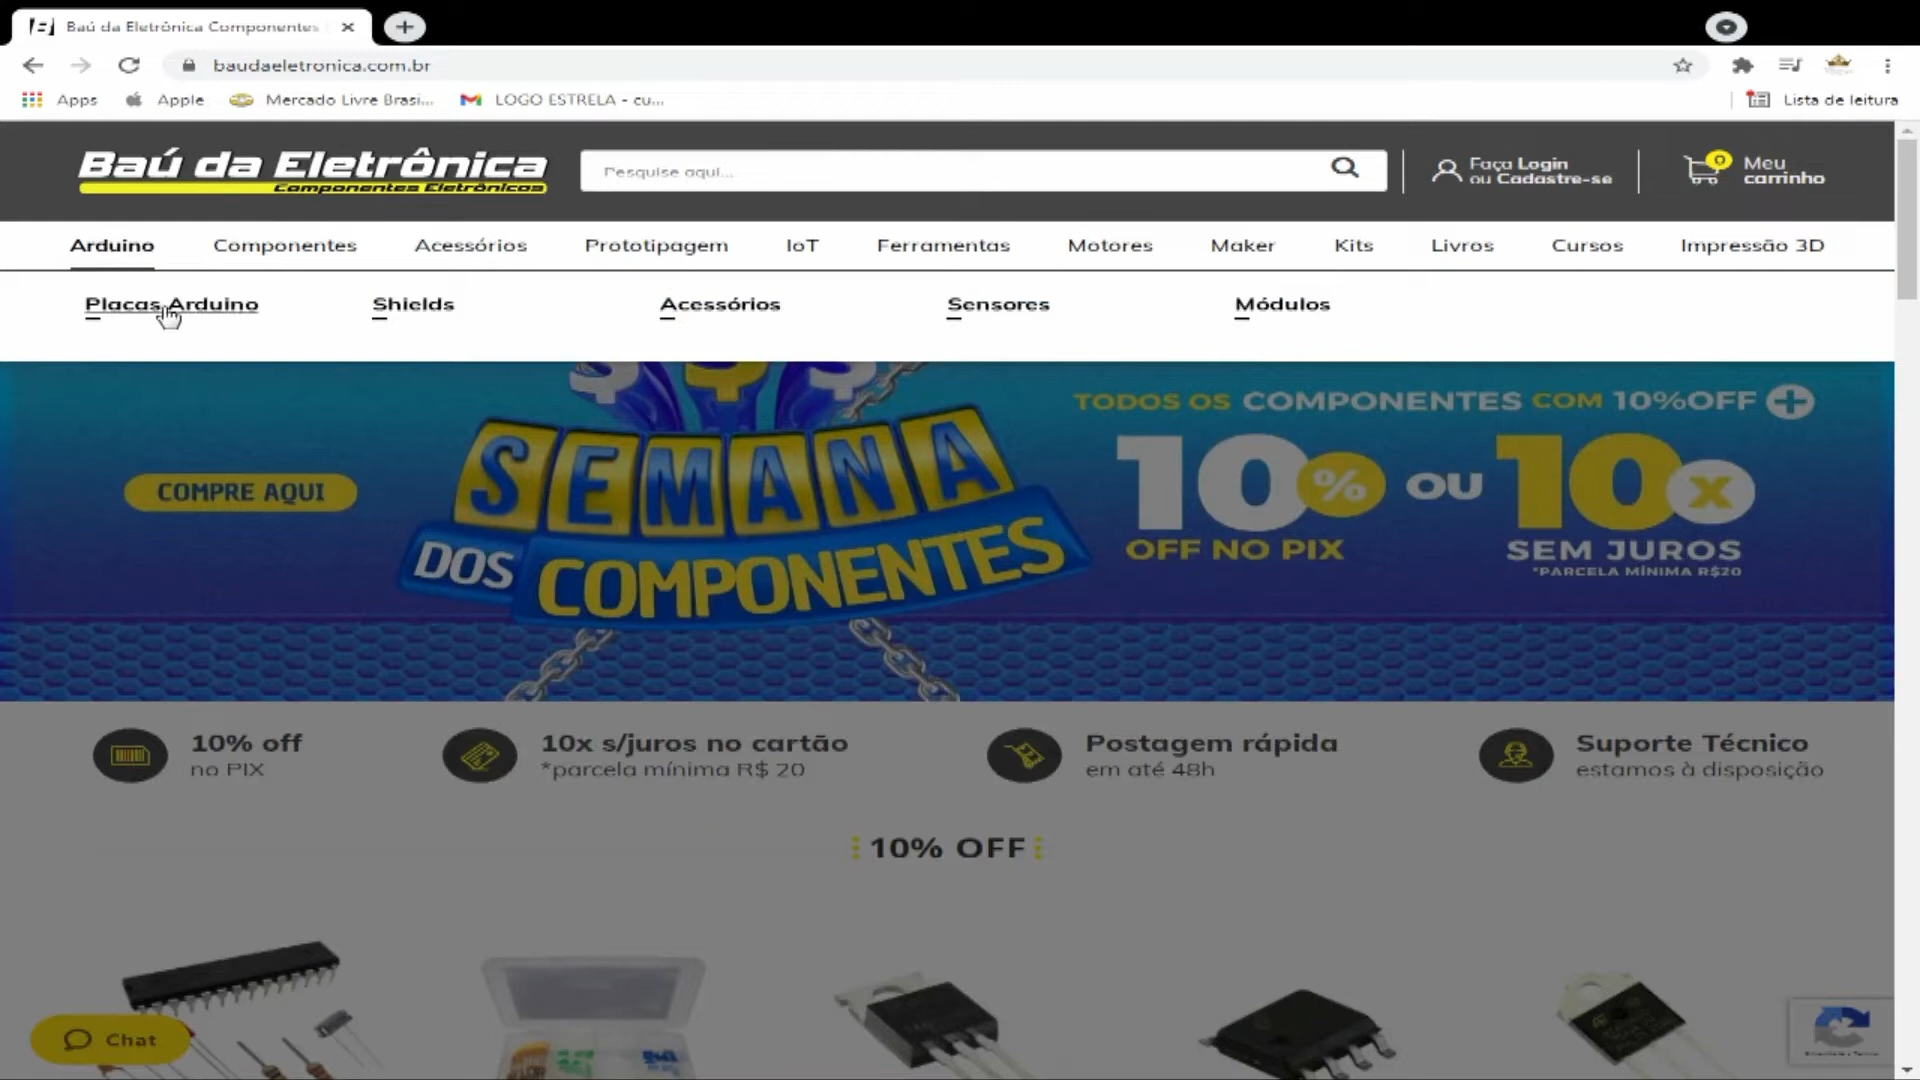 Baú da Eletrônica Componentes
baudaeletronica.com.br
Apps
Apple
Mercado Livre Brasi...
LOGO ESTRELA - cu...
Lista de leitura
Baú da Eletrônica
Componentes Eletrônicos
Pesquise aqui...
Faça Login
ou Cadastre-se
0
Meu
carrinho
Arduino
Componentes
Acessórios
Prototipagem
IoT
Ferramentas
Motores
Maker
Kits
Livros
Cursos
Impressão 3D
Placas Arduino
Shields
Acessórios
Sensores
Módulos
COMPRE AQUI
SEMANA
DOS COMPONENTES
TODOS OS COMPONENTES COM 10%OFF +
10% OU 10x
OFF NO PIX
SEM JUROS
*PARCELA MÍNIMA R$20
10% off
no PIX
10x s/juros no cartão
*parcela mínima R$ 20
Postagem rápida
em até 48h
Suporte Técnico
estamos à disposição
10% OFF
Chat